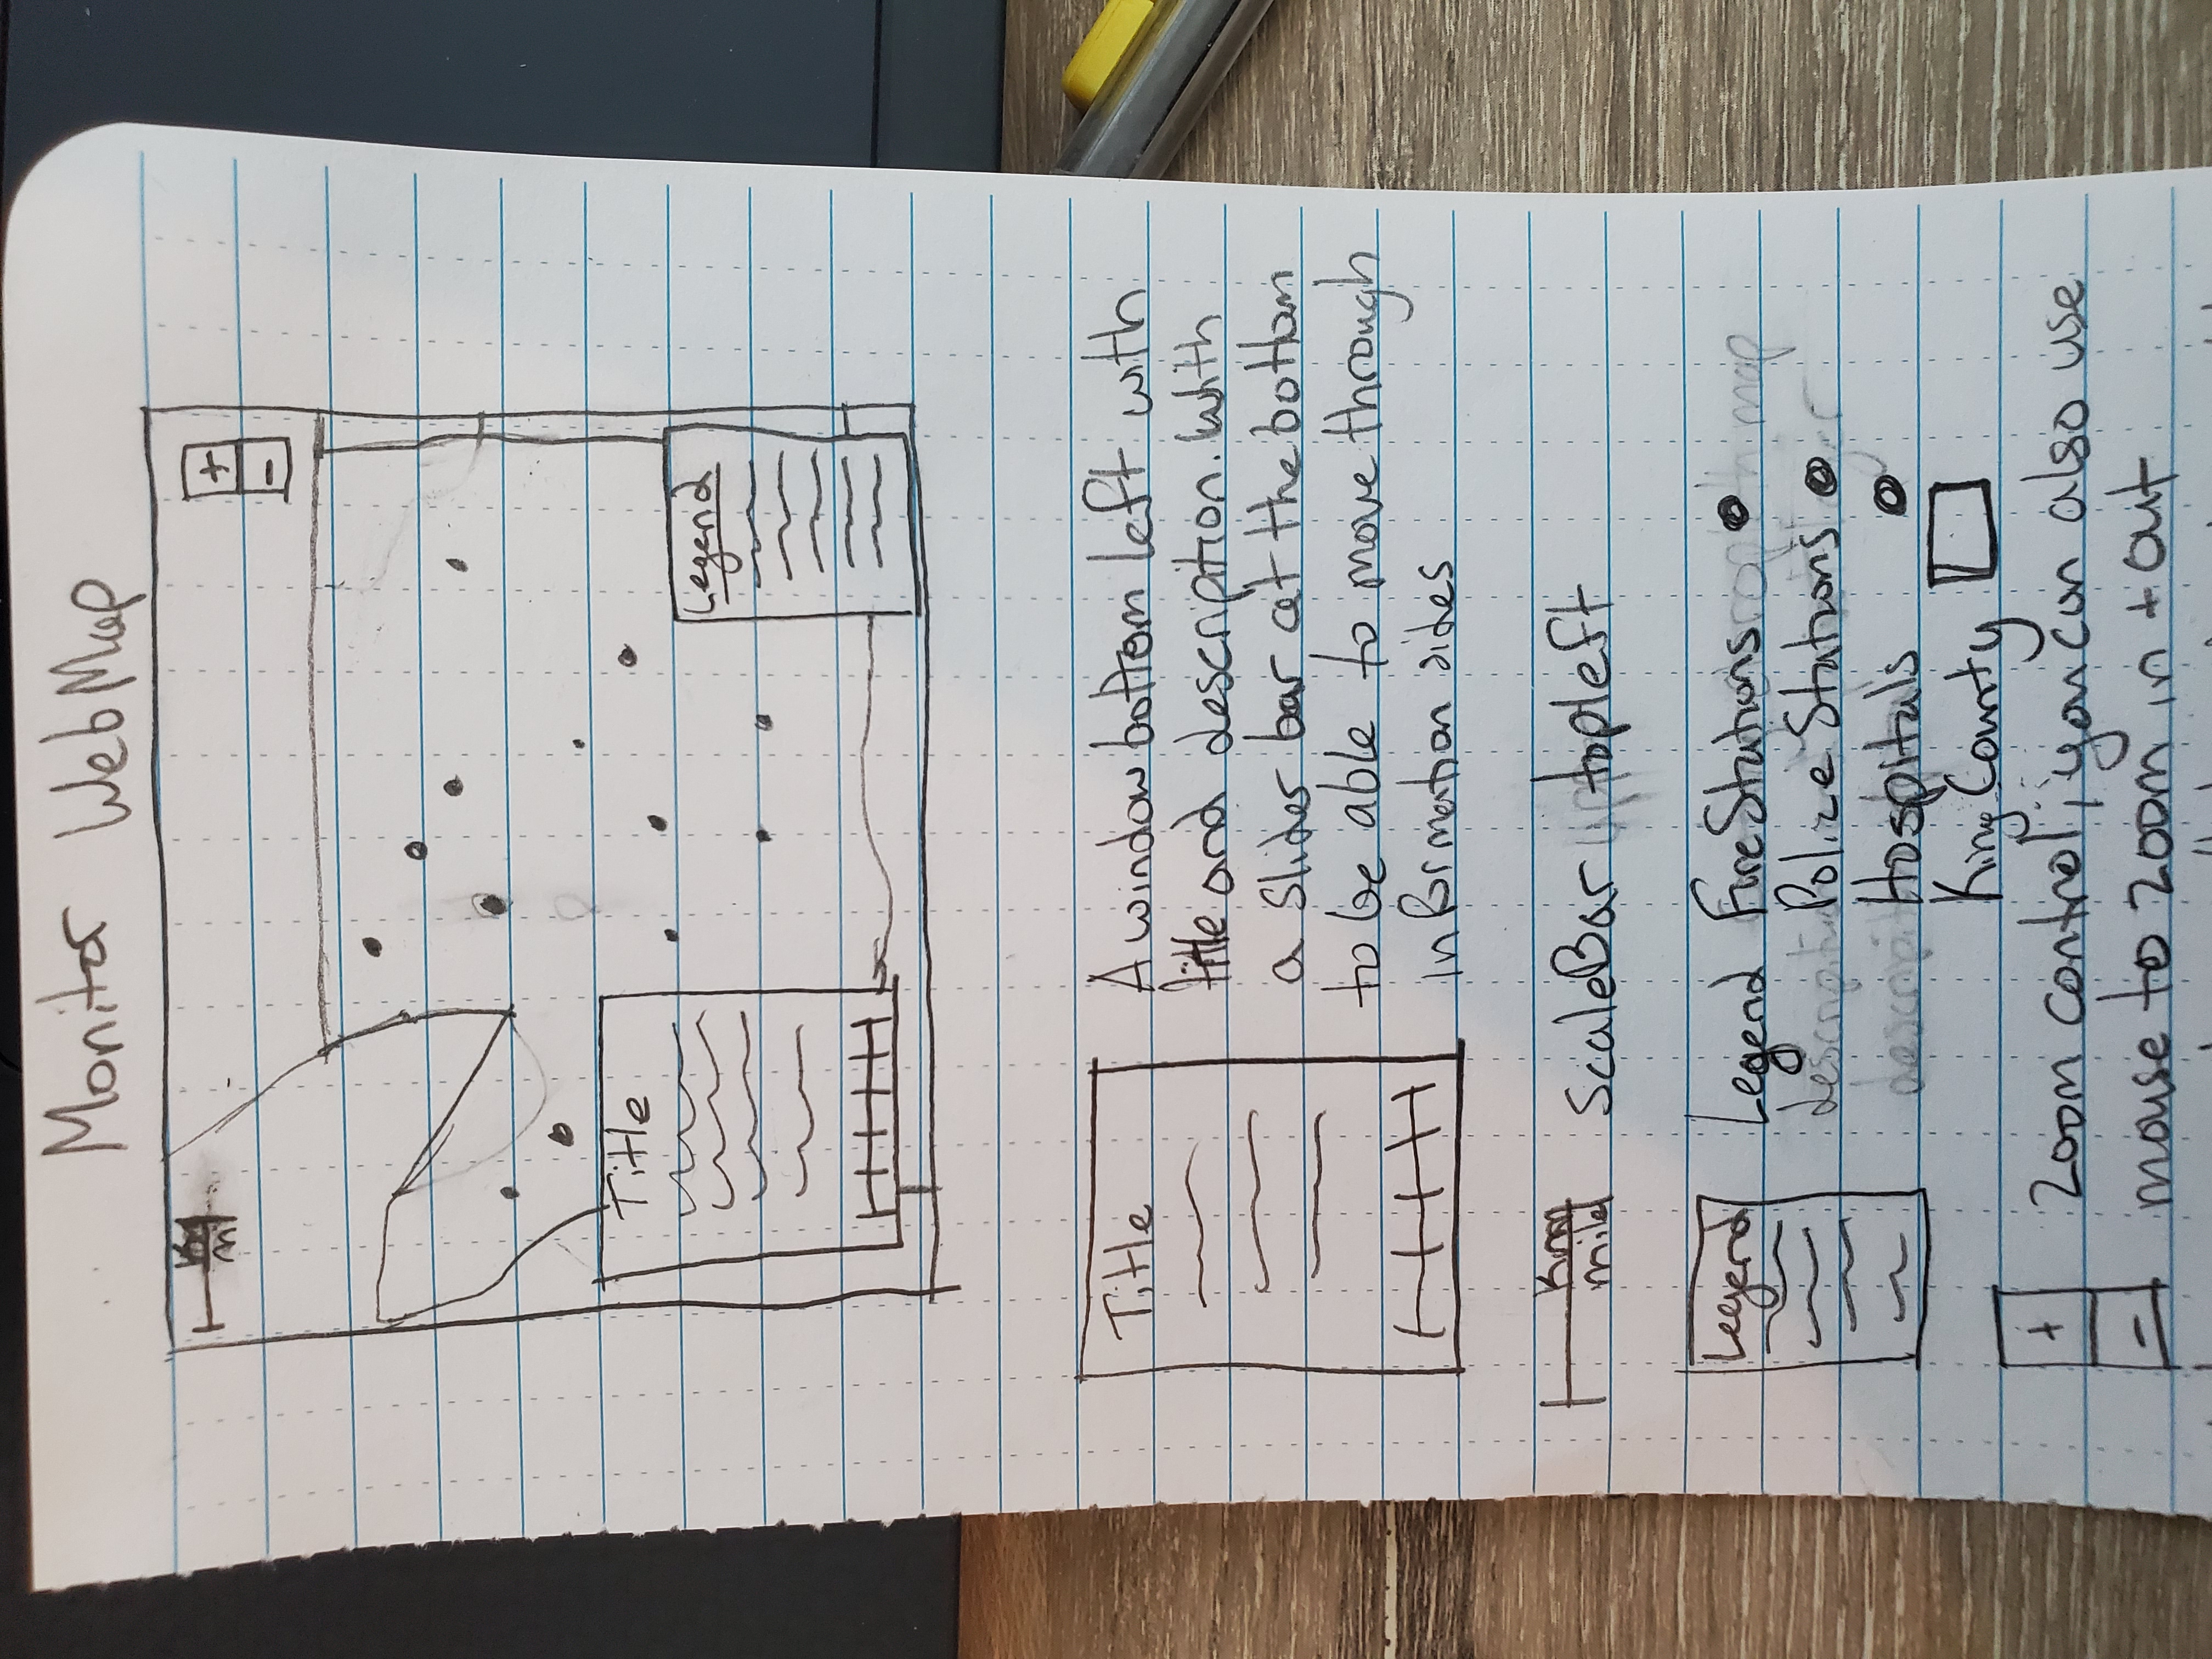 Monitor WebMap
Km
mi
+
-
Title
Legend
Title
A window bottom left with
title and description. With
a Slider bar at the bottom
to be able to move through
information sides
Km
mile
ScaleBar topleft
Legend
Legend Fire Stations
Police Stations
Hospitals
King County
+
-
Zoom control, you can also use
mouse to zoom in + out